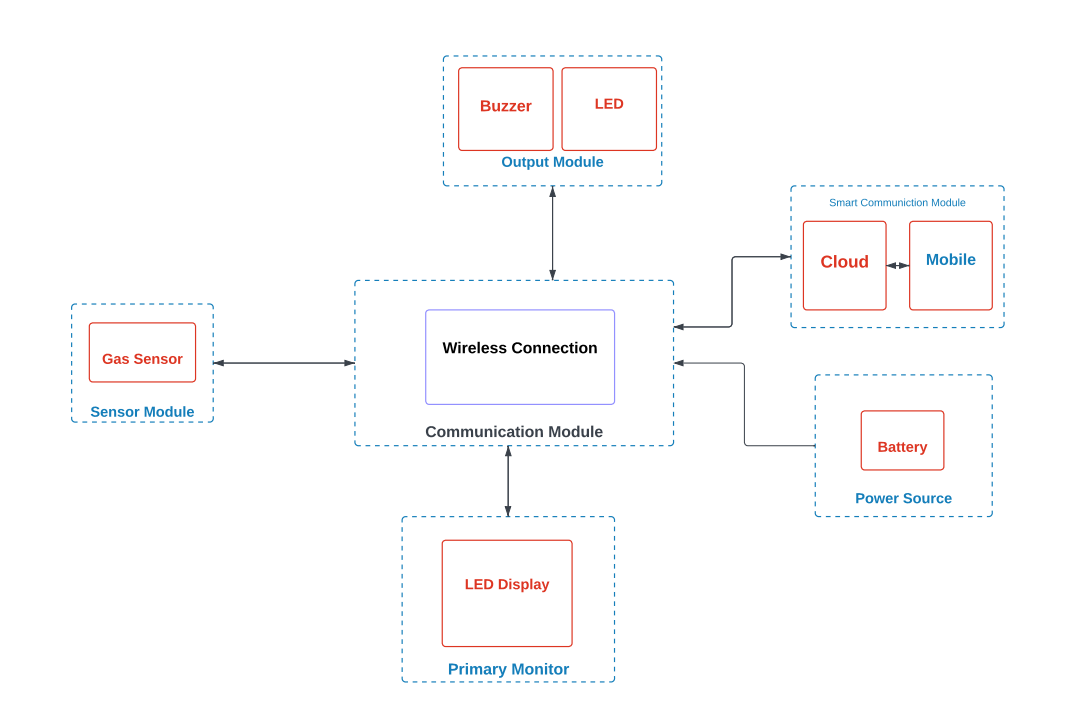 Buzzer
LED
Output Module
Smart Communiction Module
Cloud
Mobile
Wireless Connection
Communication Module
Gas Sensor
Sensor Module
Battery
Power Source
LED Display
Primary Monitor